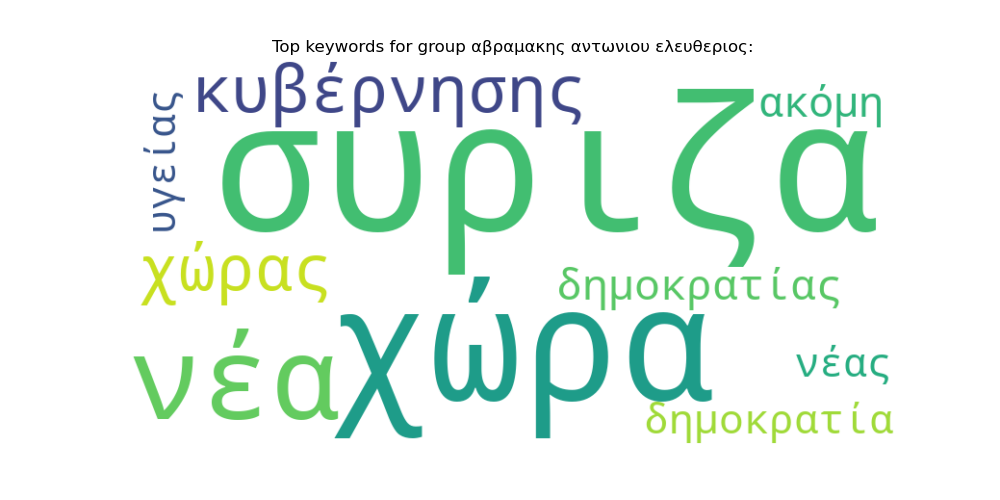 Top keywords for group αβραμακης αντωνιου ελευθεριος:
κυβέρνησης
ακόμη
υγείας
συριζα
χώρας
δημοκρατίας
νέα
χώρα
νέας
δημοκρατία